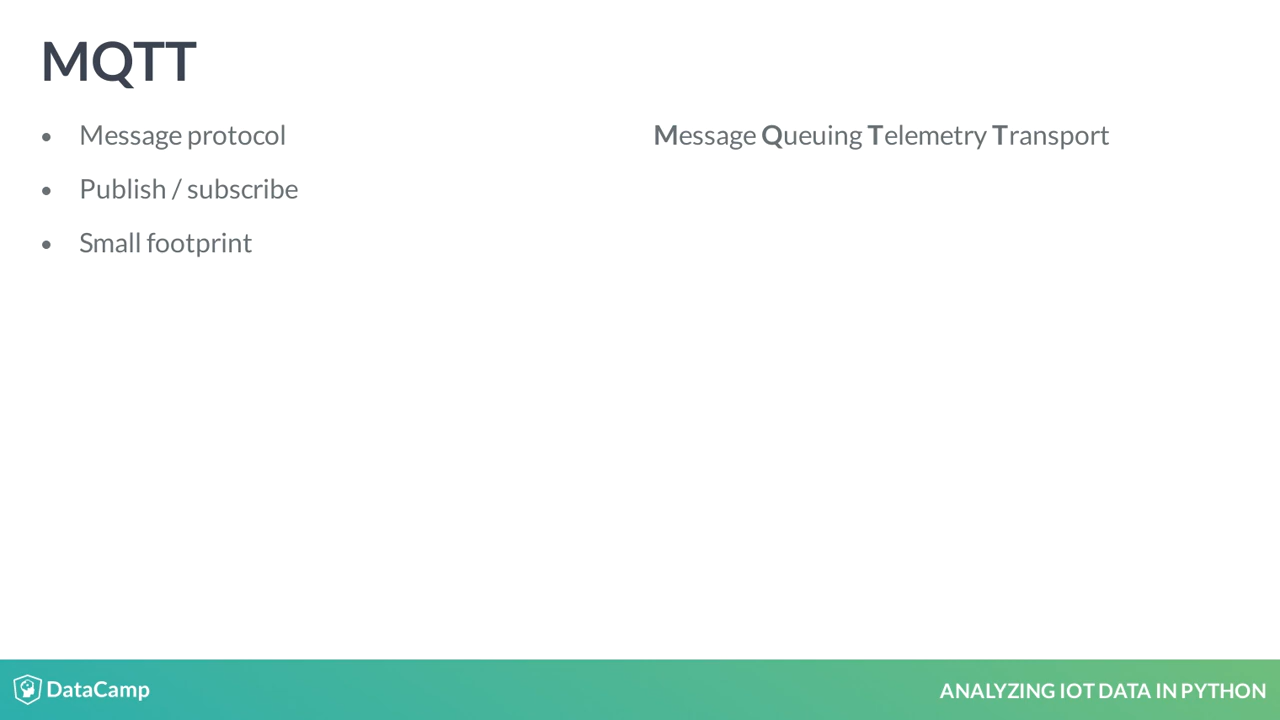 MQTT
• Message protocol
• Publish / subscribe
• Small footprint
Message Queuing Telemetry Transport
DataCamp
ANALYZING IOT DATA IN PYTHON